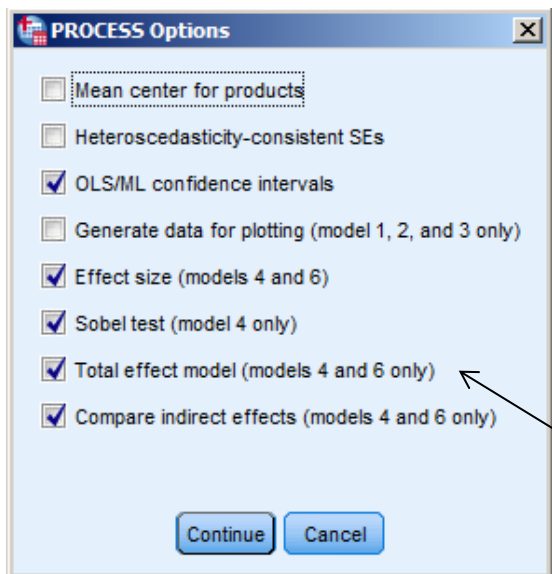 PROCESS Options
Mean center for products
Heteroscedasticity-consistent SEs
OLS/ML confidence intervals
Generate data for plotting (model 1, 2, and 3 only)
Effect size (models 4 and 6)
Sobel test (model 4 only)
Total effect model (models 4 and 6 only)
Compare indirect effects (models 4 and 6 only)
Continue Cancel